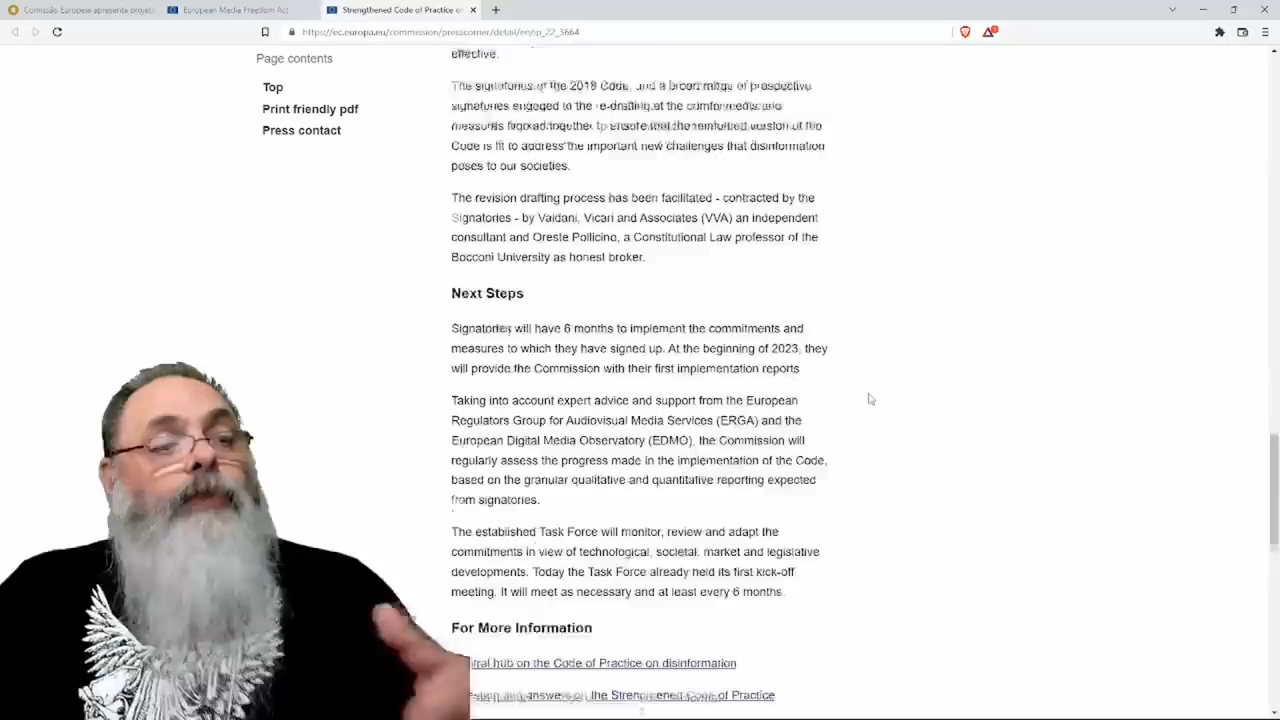 Comissão Europeia apresenta projeto
European Media Freedom Act
Strengthened Code of Practice on
https://ec.europa.eu/commission/presscorner/detail/en/ip_22_3664
Page contents
Top
Print friendly pdf
Press contact
effective.
The signatories of the 2018 Code, and a broad range of prospective
signatories engaged to the re-drafting of the commitments and
measures
together to ensure that the
version of the
Code is fit to address the important new challenges that disinformation
poses to our societies.
The revision drafting process has been facilitated - contracted by the
Signatories - by Valdani, Vicari and Associates (VVA) an independent
consultant and Oreste Pollicino, a Constitutional Law professor of the
Bocconi University as honest broker.
Next Steps
Signatories will have 6 months to implement the commitments and
measures to which they have signed up. At the beginning of 2023, they
will provide the Commission with their first implementation reports
Taking into account expert advice and support from the European
Regulators Group for Audiovisual Media Services (ERGA) and the
European Digital Media Observatory (EDMO), the Commission will
regularly assess the progress made in the implementation of the Code,
based on the granular qualitative and quantitative reporting expected
from signatories.
The established Task Force will monitor, review and adapt the
commitments in view of technological, societal, market and legislative
developments. Today the Task Force already held its first kick-off
meeting. It will meet as necessary and at least every 6 months.
For More Information
hub on the Code of Practice on disinformation
on the Strengthened Code of Practice